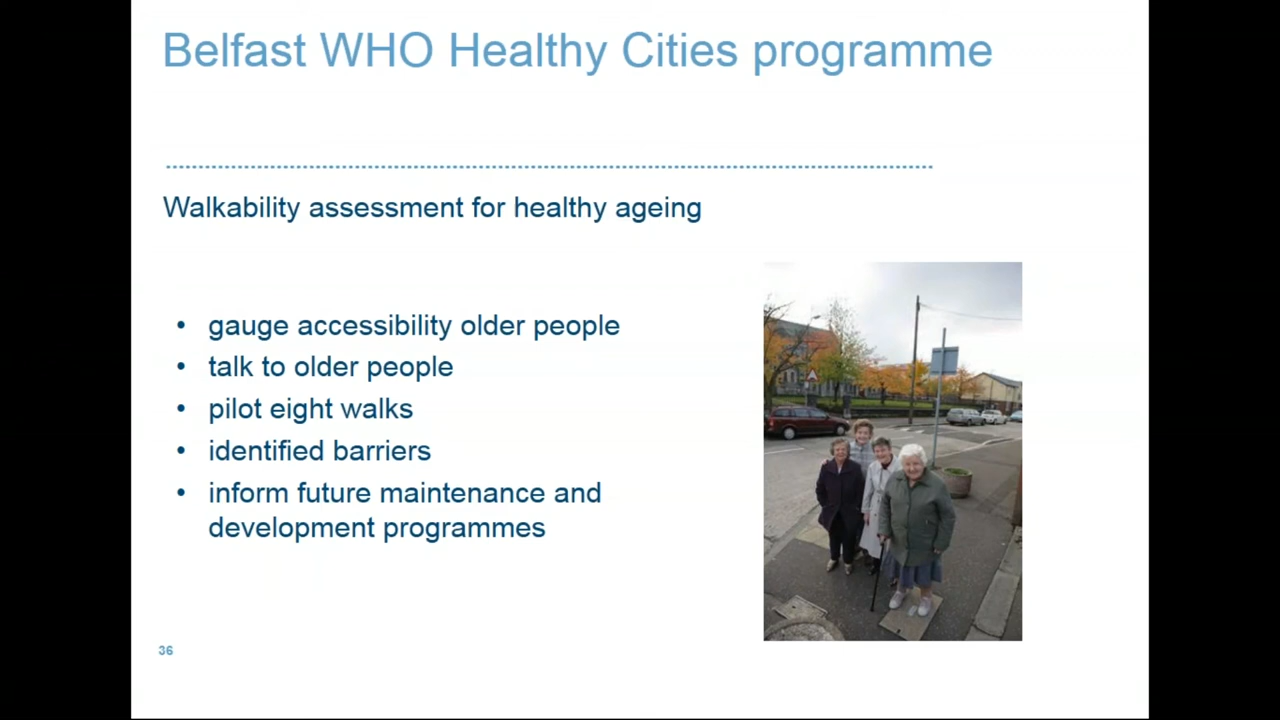 Belfast WHO Healthy Cities programme
Walkability assessment for healthy ageing
• gauge accessibility older people
• talk to older people
• pilot eight walks
• identified barriers
• inform future maintenance and
development programmes
36